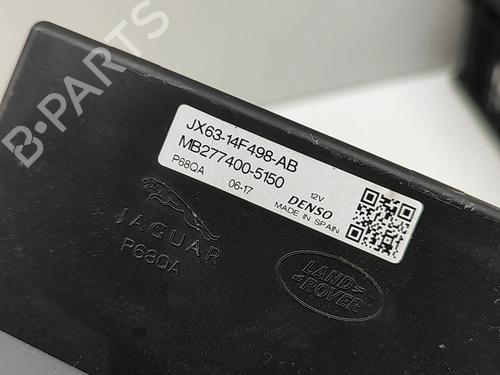 JX63-14F498-AB
MB277400-5150
P68QA 06-17 12V
DENSO
MADE IN SPAIN
JAGUAR
P68QA
LAND
ROVER
B-PARTS